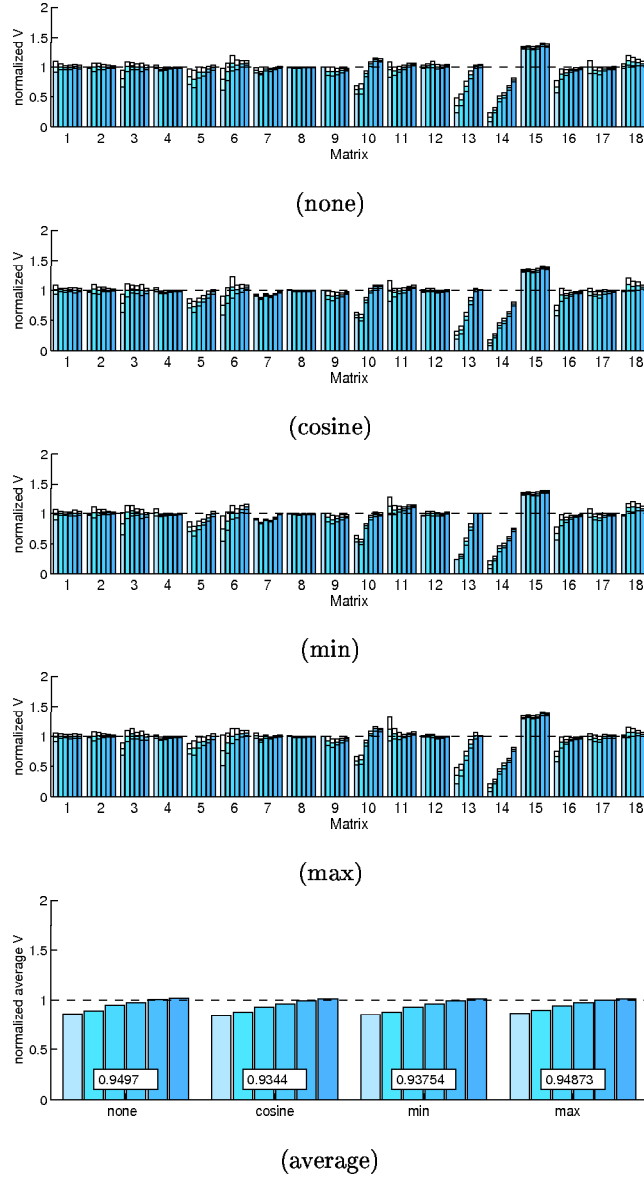 2
1.5
1
0.5
0
normalized V
1 2 3 4 5 6 7 8 9 10 11 12 13 14 15 16 17 18
Matrix
(none)
2
1.5
1
0.5
0
normalized V
1 2 3 4 5 6 7 8 9 10 11 12 13 14 15 16 17 18
Matrix
(cosine)
2
1.5
1
0.5
0
normalized V
1 2 3 4 5 6 7 8 9 10 11 12 13 14 15 16 17 18
Matrix
(min)
2
1.5
1
0.5
0
normalized V
1 2 3 4 5 6 7 8 9 10 11 12 13 14 15 16 17 18
Matrix
(max)
2
1.5
1
0.5
0
normalized average V
0.9497 0.9344 0.93754 0.94873
none cosine min max
(average)